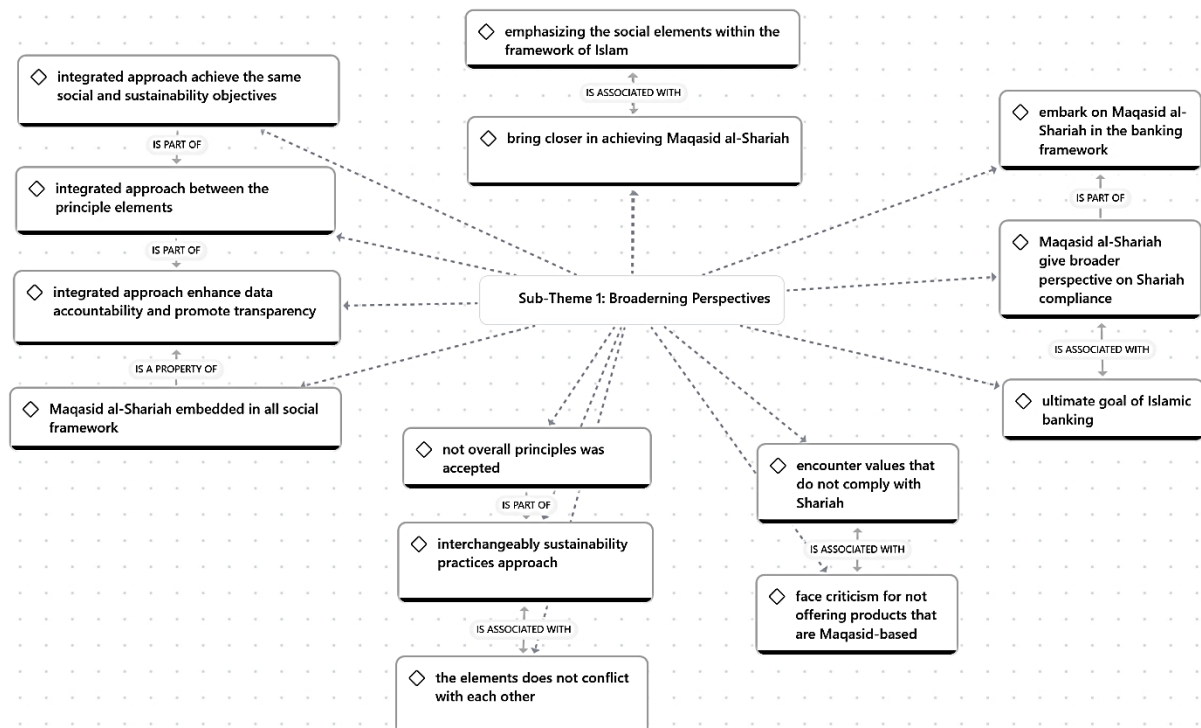 emphasizing the social elements within the
framework of Islam
IS ASSOCIATED WITH
bring closer in achieving Maqasid al-Shariah
integrated approach achieve the same
social and sustainability objectives
IS PART OF
integrated approach between the
principle elements
IS PART OF
integrated approach enhance data
accountability and promote transparency
IS A PROPERTY OF
Maqasid al-Shariah embedded in all social
framework
Sub-Theme 1: Broaderning Perspectives
embark on Maqasid al-
Shariah in the banking
framework
IS PART OF
Maqasid al-Shariah
give broader
perspective on Shariah
compliance
IS ASSOCIATED WITH
ultimate goal of Islamic
banking
not overall principles was
accepted
IS PART OF
interchangeably sustainability
practices approach
IS ASSOCIATED WITH
the elements does not conflict
with each other
encounter values that
do not comply with
Shariah
IS ASSOCIATED WITH
face criticism for not
offering products that
are Maqasid-based